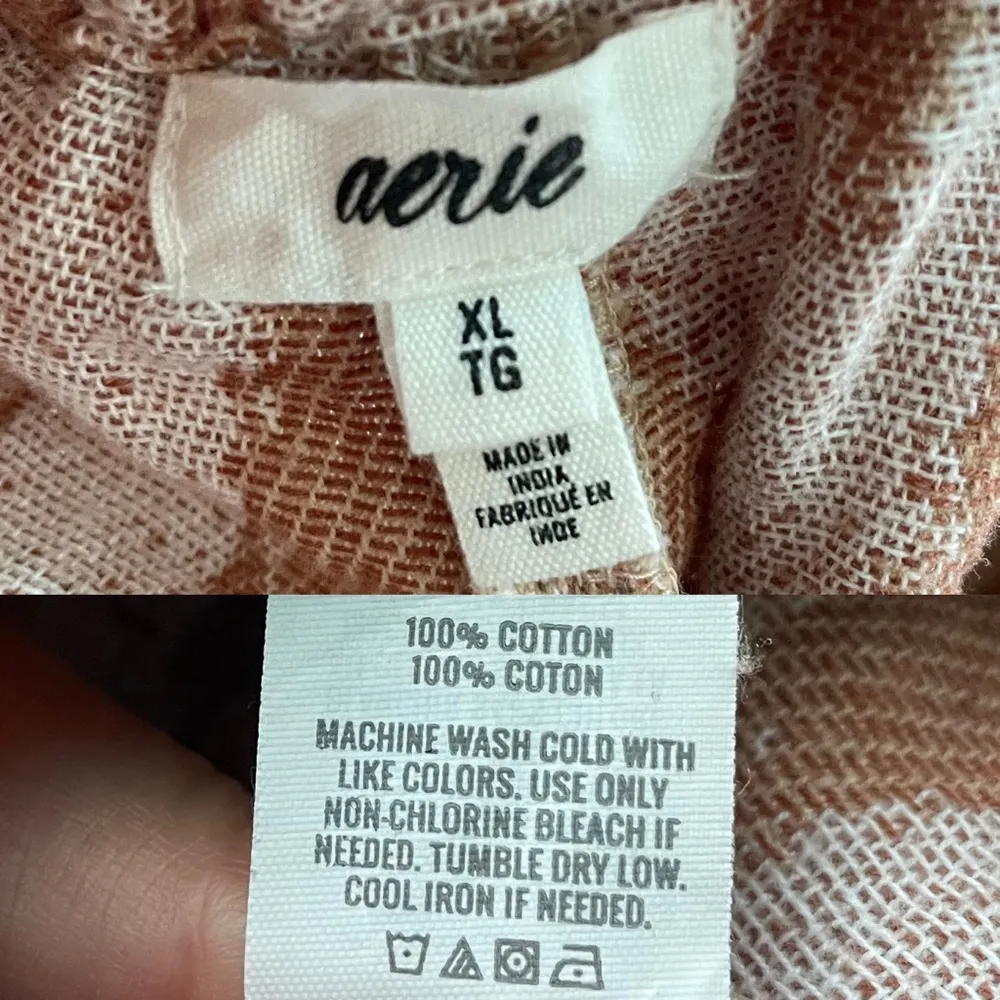 aerie
XL
TG
MADE IN
INDIA
FABRIQUÉ EN
INDE
100% COTTON
100% COTON
MACHINE WASH COLD WITH
LIKE COLORS. USE ONLY
NON-CHLORINE BLEACH IF
NEEDED. TUMBLE DRY LOW.
COOL IRON IF NEEDED.